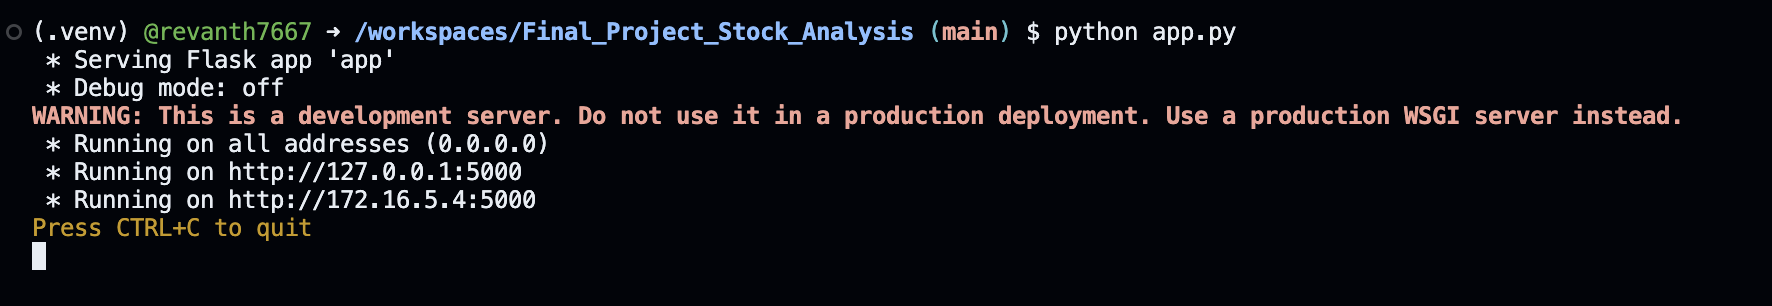 (.venv) @revanth7667 → /workspaces/Final_Project_Stock_Analysis (main) $ python app.py
 * Serving Flask app 'app'
 * Debug mode: off
WARNING: This is a development server. Do not use it in a production deployment. Use a production WSGI server instead.
 * Running on all addresses (0.0.0.0)
 * Running on http://127.0.0.1:5000
 * Running on http://172.16.5.4:5000
Press CTRL+C to quit